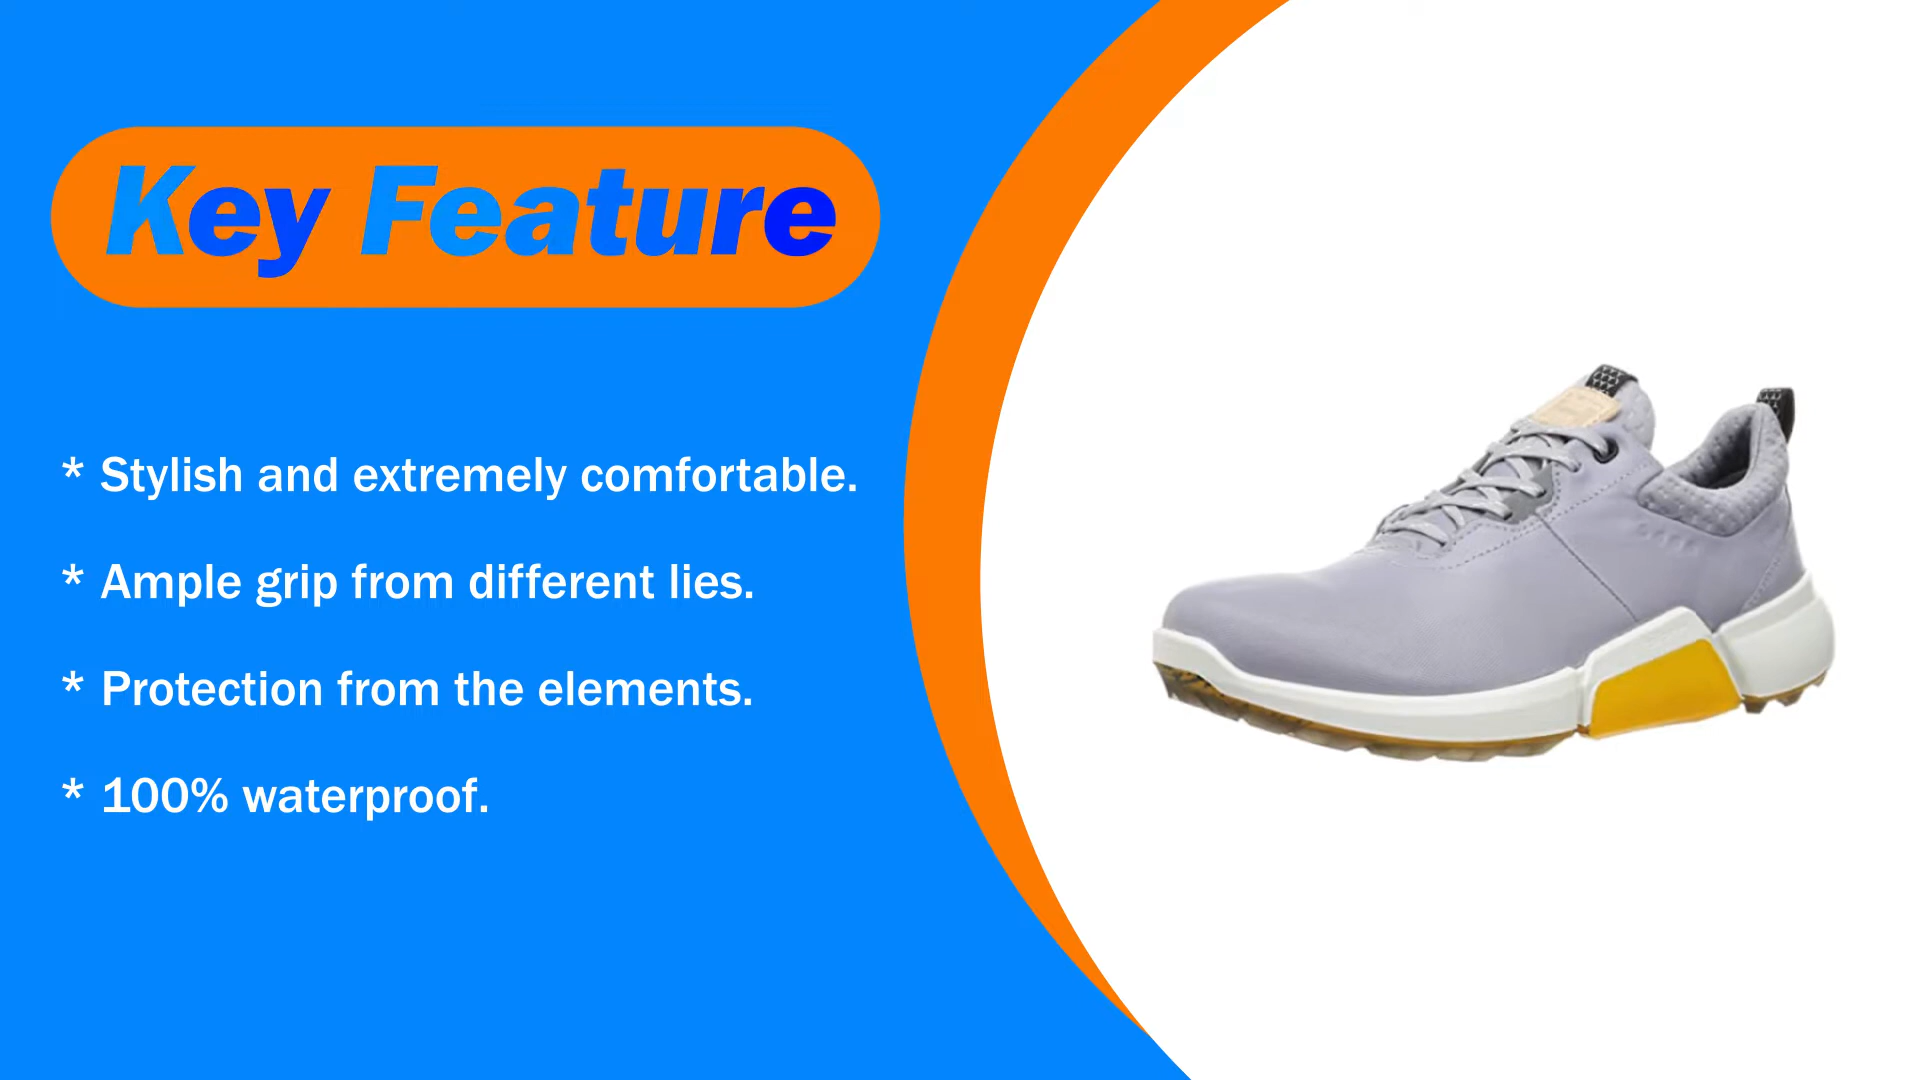 Key Feature
* Stylish and extremely comfortable.
* Ample grip from different lies.
* Protection from the elements.
* 100% waterproof.